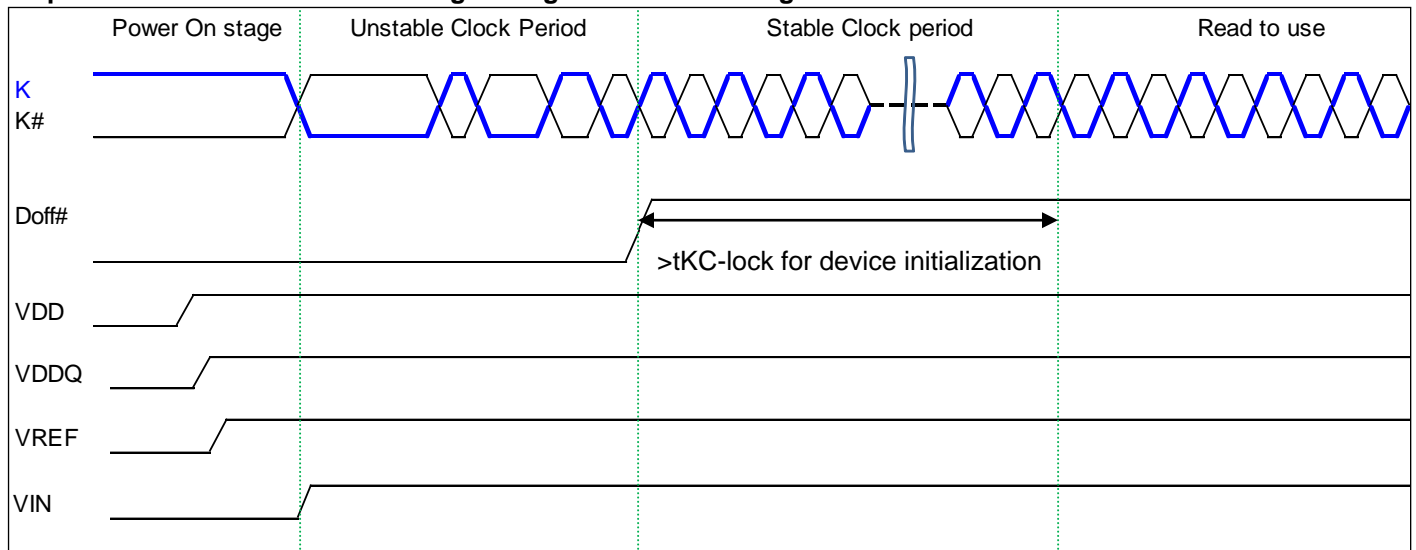 Power On stage Unstable Clock Period Stable Clock period Read to use
K
K#
Doff#
>tKC-lock for device initialization
VDD
VDDQ
VREF
VIN